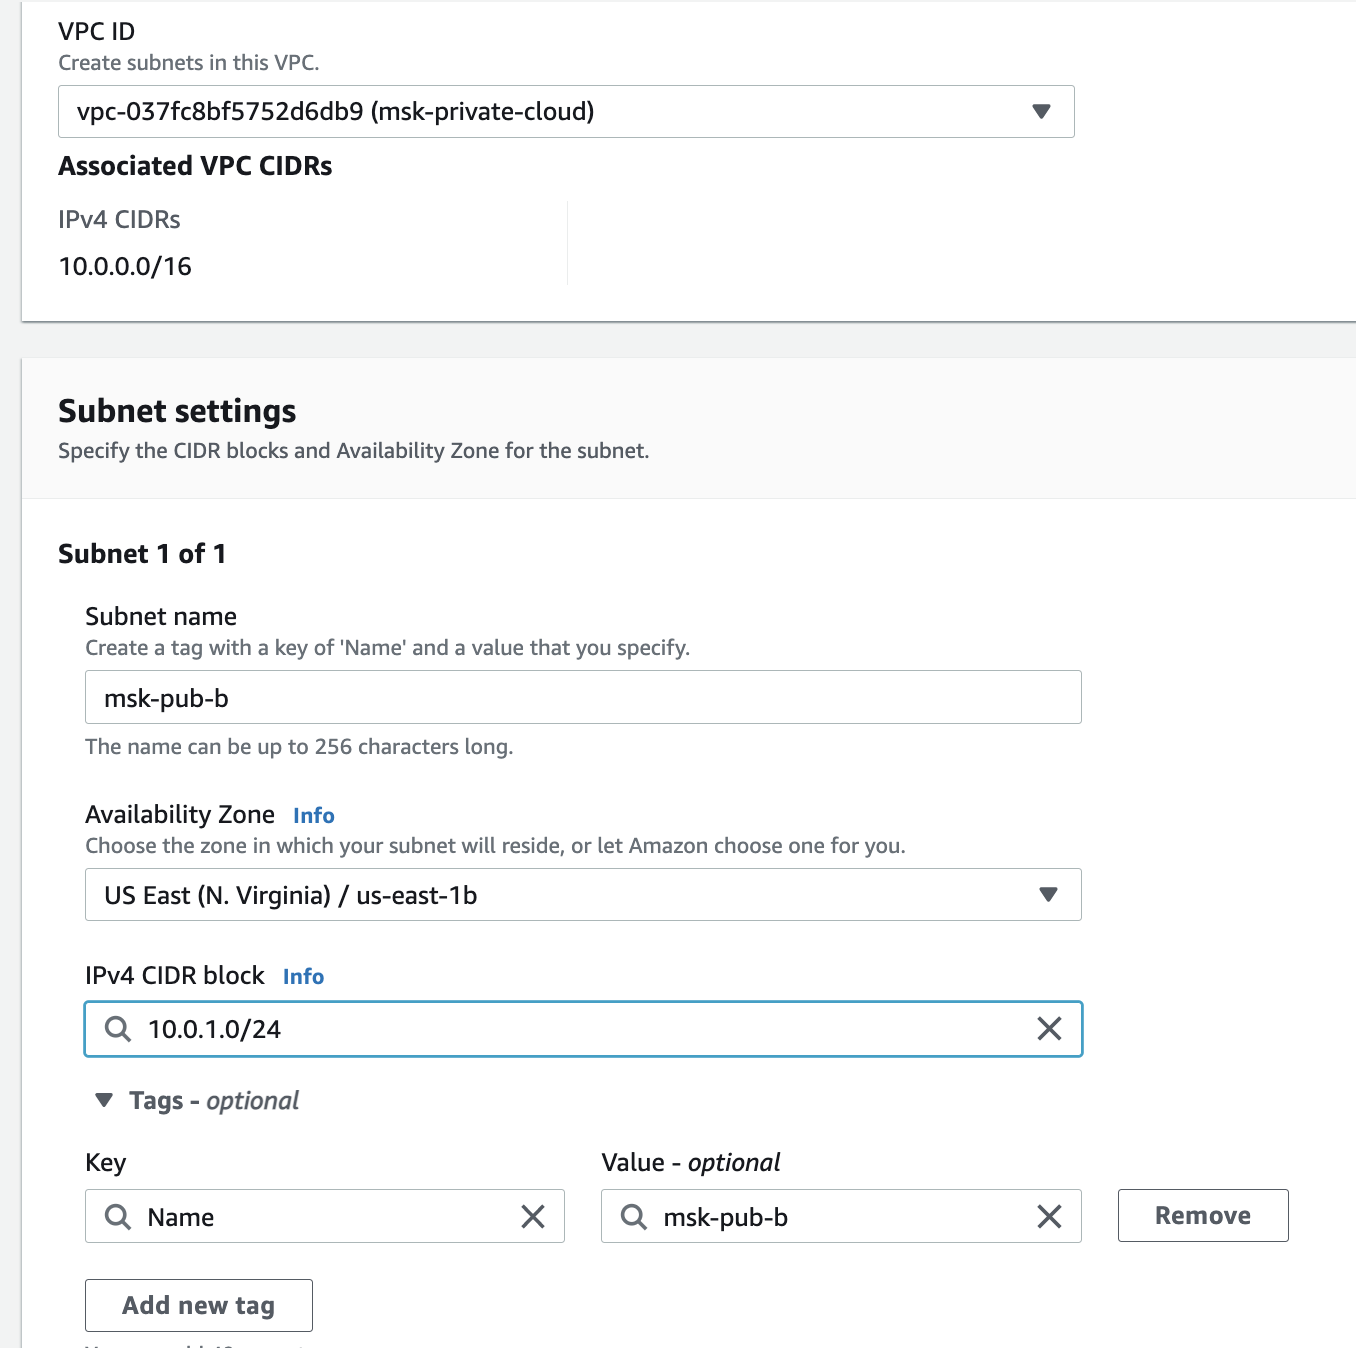 VPC ID
Create subnets in this VPC.
vpc-037fc8bf5752d6db9 (msk-private-cloud)
Associated VPC CIDRs
IPv4 CIDRs
10.0.0.0/16
Subnet settings
Specify the CIDR blocks and Availability Zone for the subnet.
Subnet 1 of 1
Subnet name
Create a tag with a key of 'Name' and a value that you specify.
msk-pub-b
The name can be up to 256 characters long.
Availability Zone Info
Choose the zone in which your subnet will reside, or let Amazon choose one for you.
US East (N. Virginia) / us-east-1b
IPv4 CIDR block Info
10.0.1.0/24
Tags - optional
Key Value - optional
Name msk-pub-b Remove
Add new tag